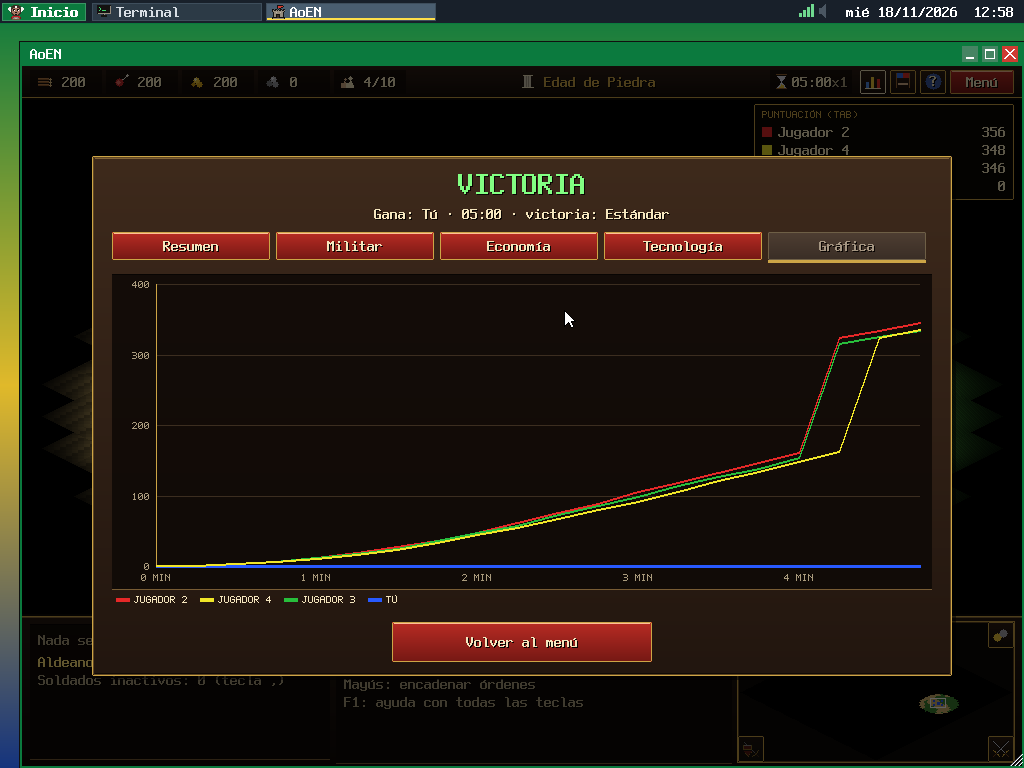 Inicio Terminal AoEN mié 18/11/2026 12:58
AoEN
200 200 200 0 4/10 Edad de Piedra 05:00x1 ? Menú
PUNTUACIÓN (TAB)
Jugador 2 356
Jugador 4 348
346
0
VICTORIA
Gana: Tú · 05:00 · victoria: Estándar
Resumen Militar Economía Tecnología Gráfica
400
300
200
100
0
0 MIN 1 MIN 2 MIN 3 MIN 4 MIN
JUGADOR 2 JUGADOR 4 JUGADOR 3 TÚ
Volver al menú
Nada se
Aldeano
Soldados inactivos: 0 (tecla ,)
Mayús: encadenar órdenes
F1: ayuda con todas las teclas